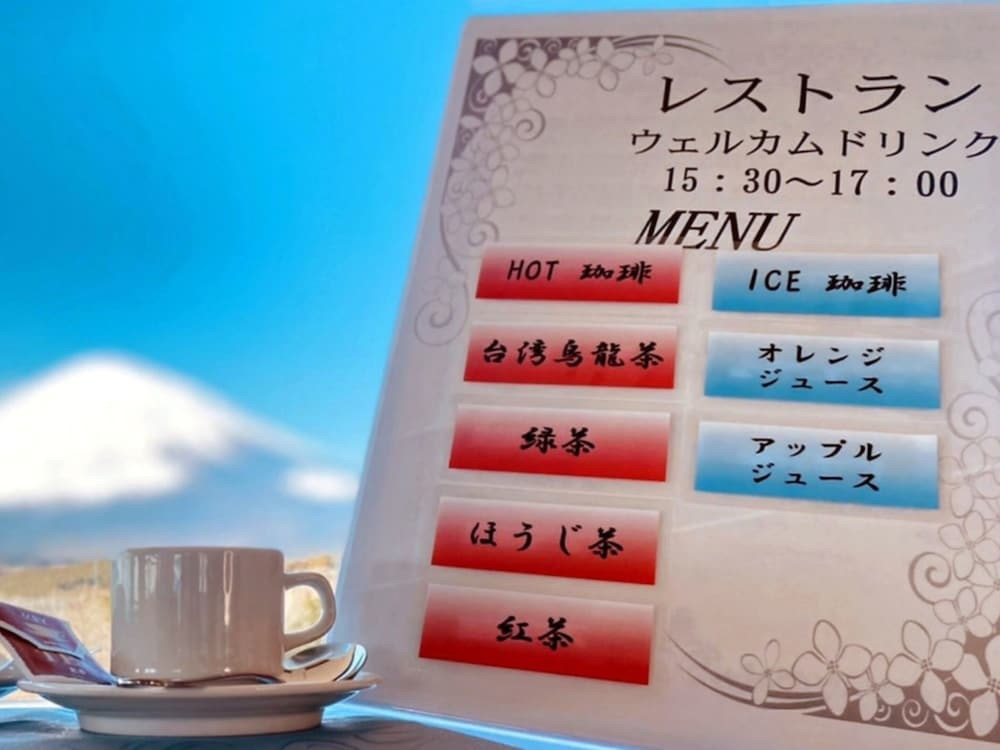 レストラン
ウェルカムドリンク
15：30～17：00
MENU
HOT 珈琲
台湾烏龍茶
緑茶
ほうじ茶
紅茶
ICE 珈琲
オレンジ
ジュース
アップル
ジュース